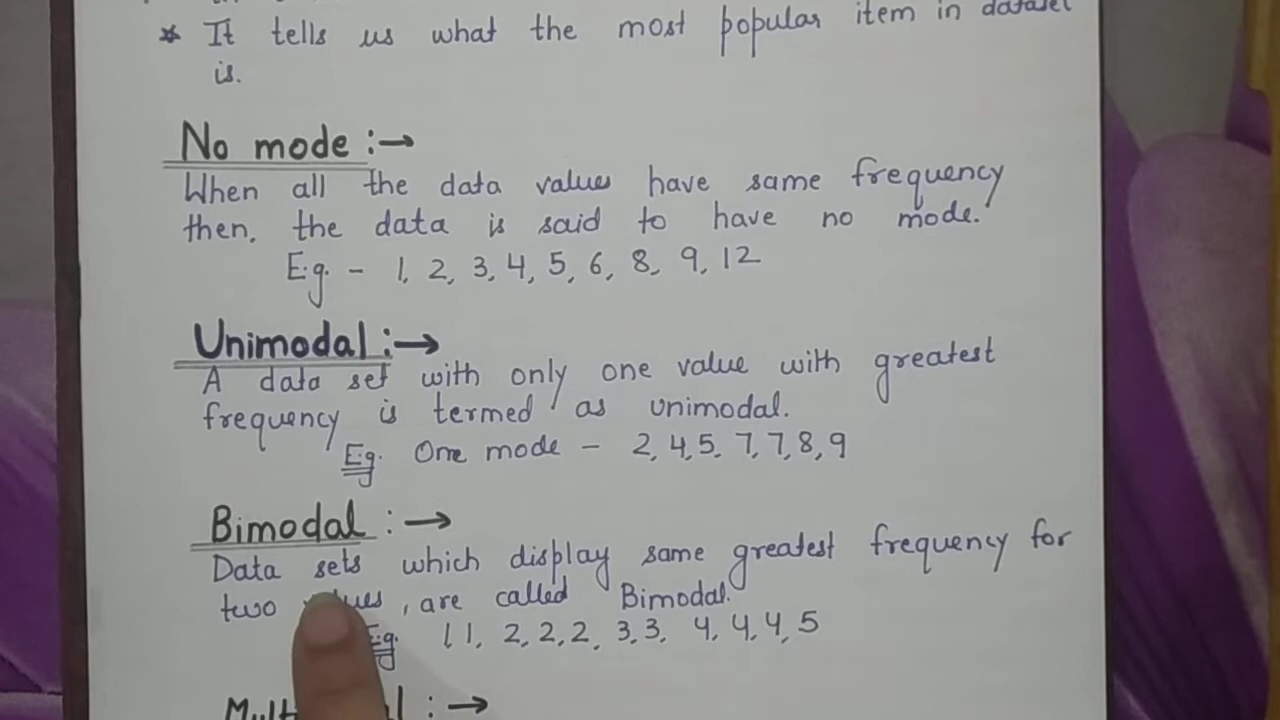 * It tells us what the most popular item in dataset
is.
No mode :→
When all the data values have same frequency
then, the data is said to have no mode.
E.g. - 1, 2, 3, 4, 5, 6, 8, 9, 12
Unimodal :→
A data set with only one value with greatest
frequency is termed as unimodal.
Eg. One mode - 2, 4, 5, 7, 7, 8, 9
Bimodal :→
Data sets which display same greatest frequency for
two values, are called Bimodal.
Eg. 1 1, 2, 2, 2, 3, 3, 4, 4, 4, 5
:→